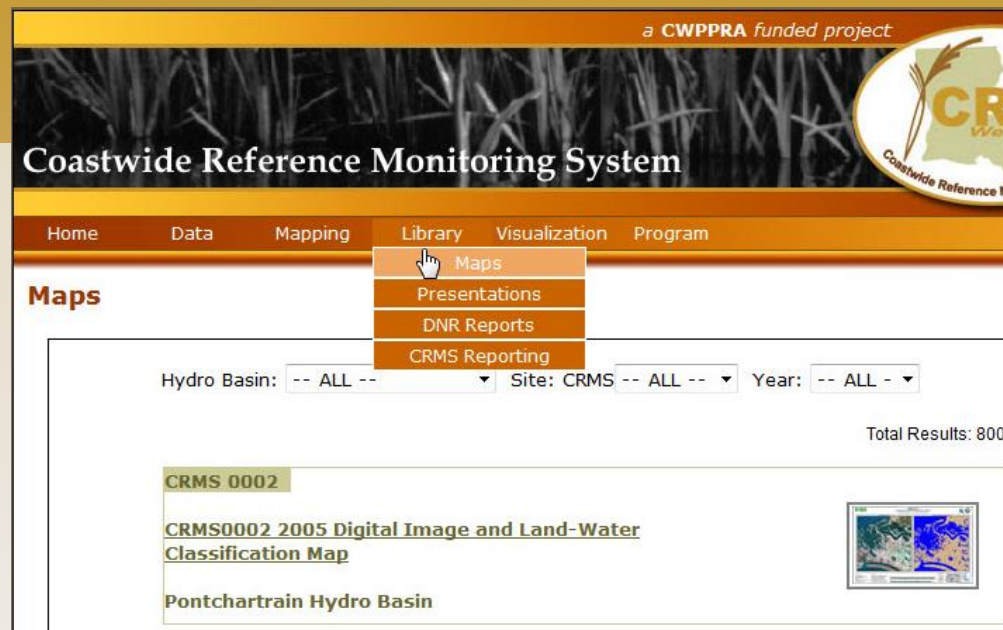 a CWPPRA funded project
Coastwide Reference Monitoring System
Coastwide Reference
Home Data Mapping Library Visualization Program
Maps
Presentations
DNR Reports
CRMS Reporting
Maps
Hydro Basin: -- ALL -- Site: CRMS -- ALL -- Year: -- ALL -
Total Results: 800
CRMS 0002
CRMS0002 2005 Digital Image and Land-Water
Classification Map
Pontchartrain Hydro Basin